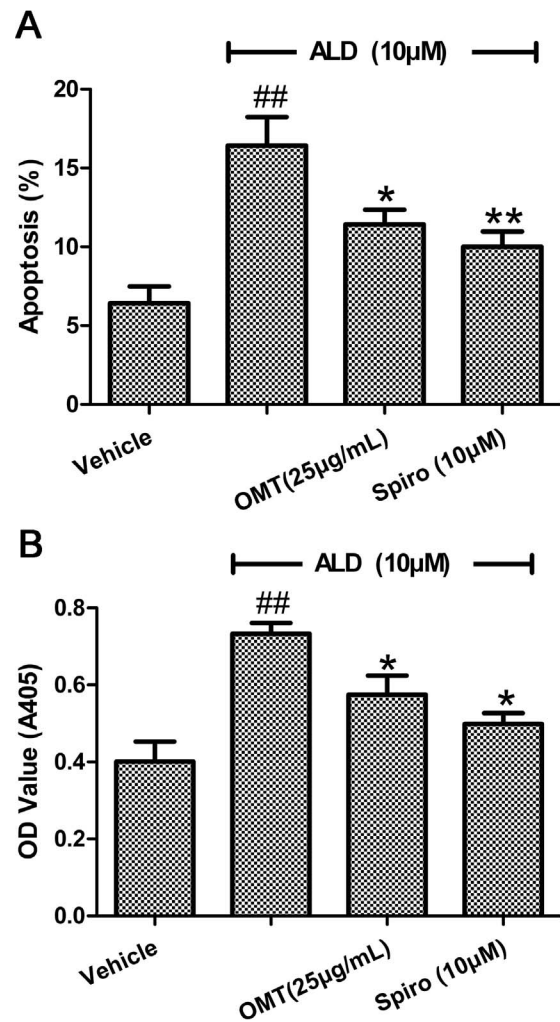 A
ALD (10μM)
20
##
15
*
**
10
5
0
Apoptosis (%)
Vehicle
OMT(25μg/mL)
Spiro (10μM)
B
ALD (10μM)
0.8
##
*
0.6
*
0.4
0.2
0.0
OD Value (A405)
Vehicle
OMT(25μg/mL)
Spiro (10μM)